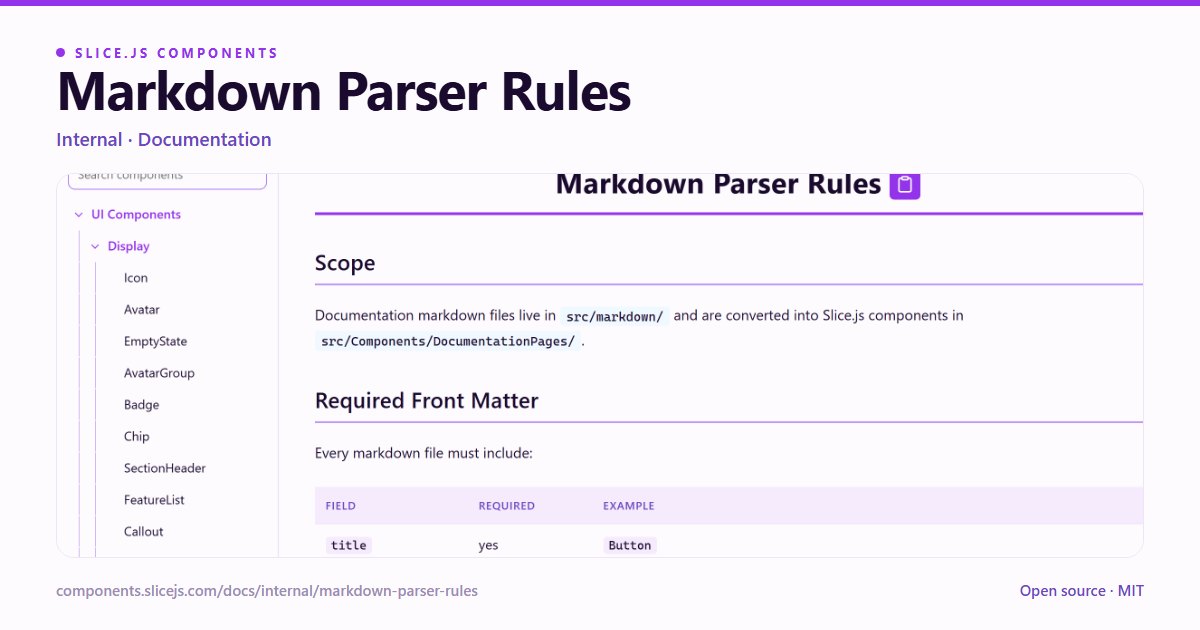 SLICE.JS COMPONENTS
Markdown Parser Rules
Internal · Documentation
Search components
UI Components
Display
Icon
Avatar
EmptyState
AvatarGroup
Badge
Chip
SectionHeader
FeatureList
Callout
Markdown Parser Rules
Scope
Documentation markdown files live in src/markdown/ and are converted into Slice.js components in
src/Components/DocumentationPages/ .
Required Front Matter
Every markdown file must include:
FIELD REQUIRED EXAMPLE
title yes Button
components.slicejs.com/docs/internal/markdown-parser-rules
Open source · MIT